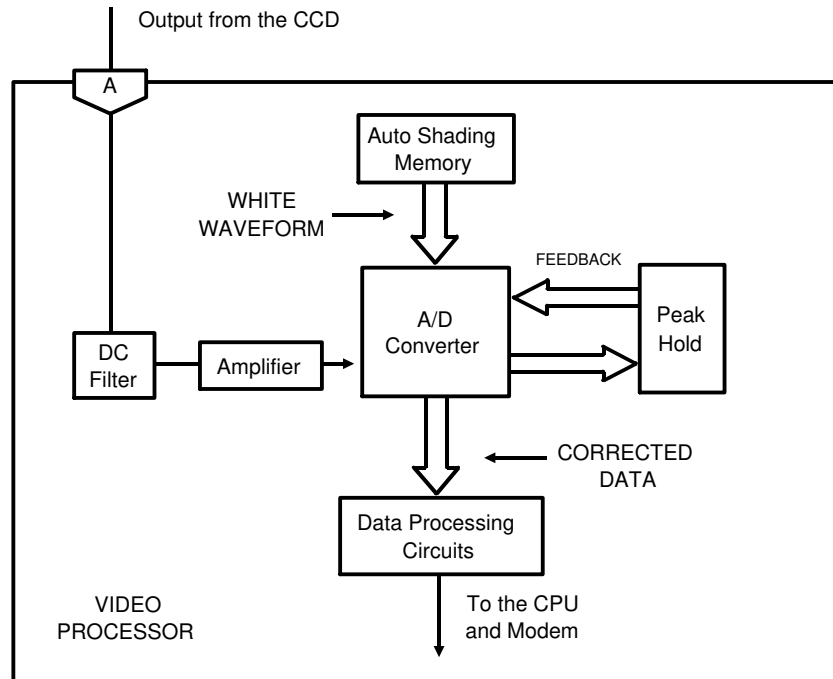 Output from the CCD
A
Auto Shading
Memory
WHITE
WAVEFORM
FEEDBACK
A/D
Converter
Peak
Hold
DC
Filter
Amplifier
CORRECTED
DATA
Data Processing
Circuits
VIDEO
PROCESSOR
To the CPU
and Modem